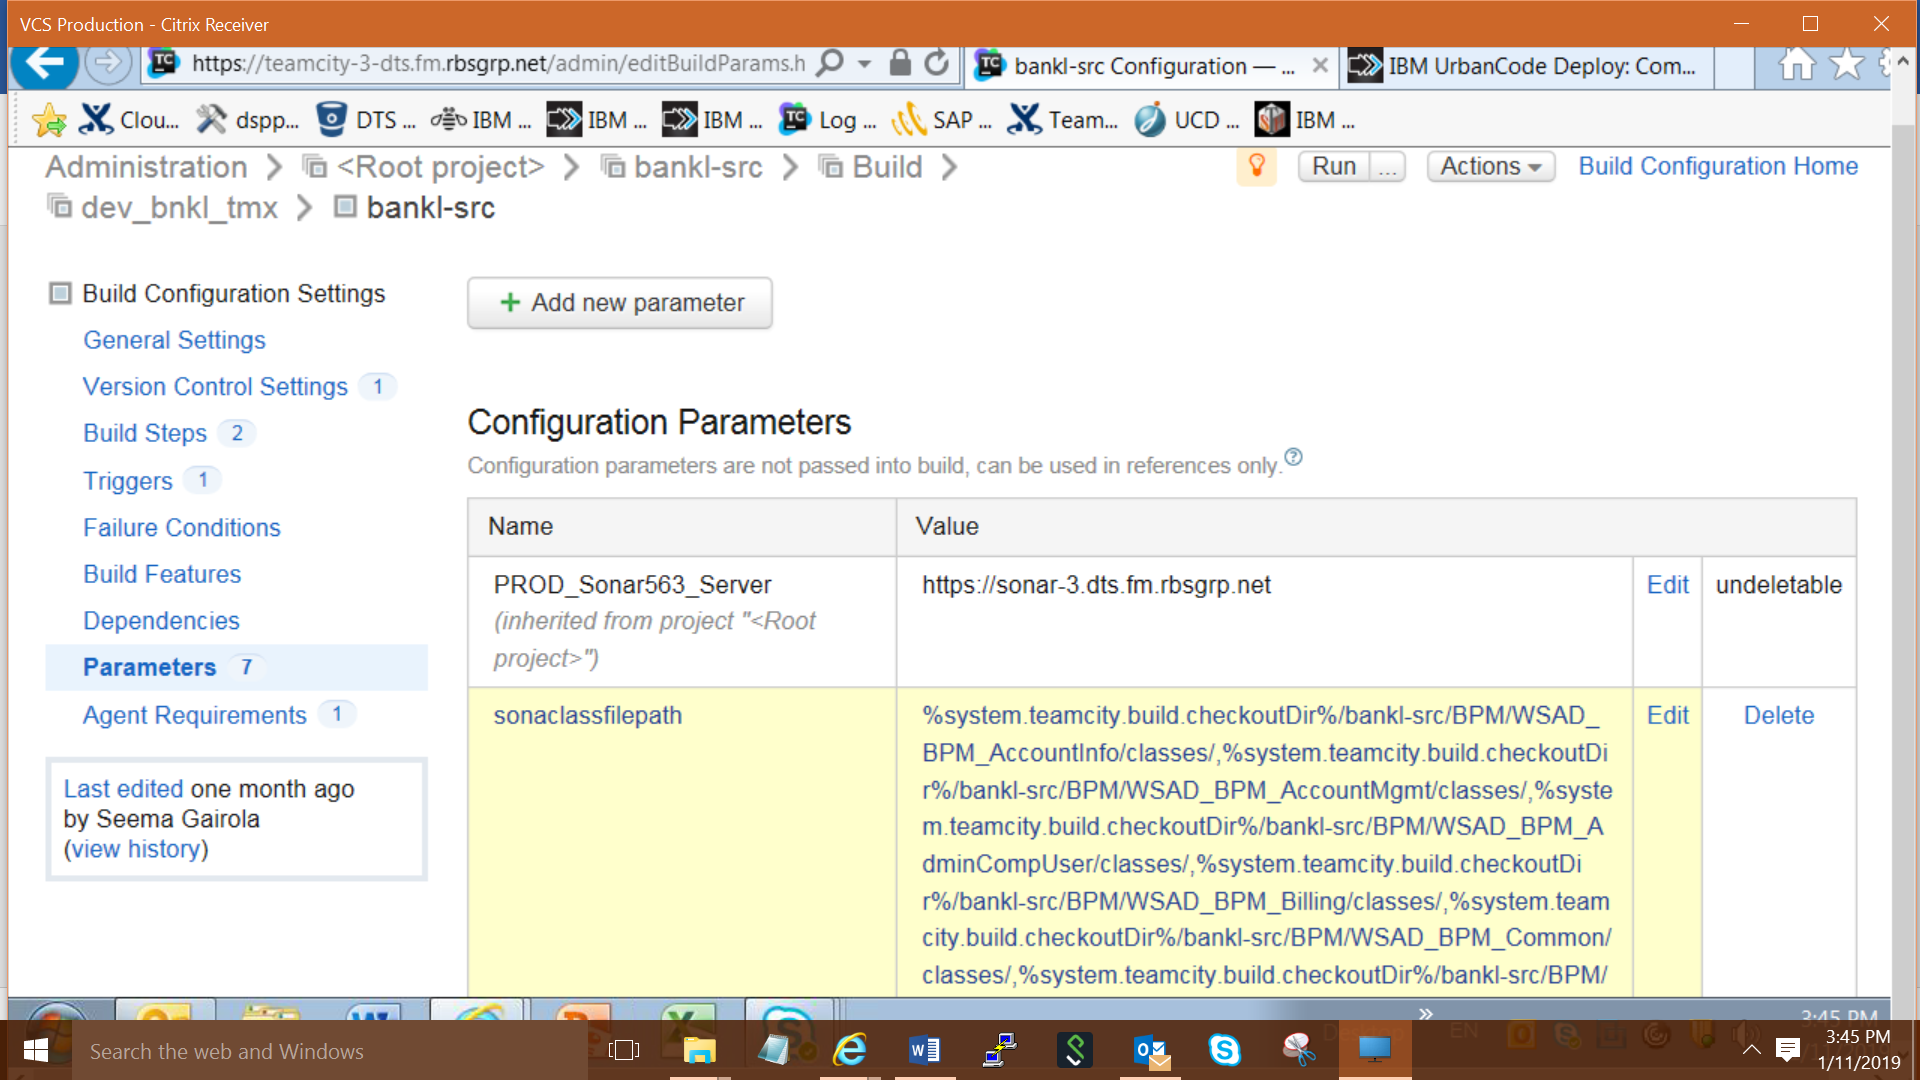 VCS Production - Citrix Receiver
https://teamcity-3-dts.fm.rbsgrp.net/admin/editBuildParams.h
bankl-src Configuration — ...
IBM UrbanCode Deploy: Com...
Clou...
dspp...
DTS ...
IBM ...
IBM ...
IBM ...
Log ...
SAP ...
Team...
UCD ...
IBM ...
Administration
<Root project>
bankl-src
Build
Run
...
Actions
Build Configuration Home
dev_bnkl_tmx
bankl-src
Build Configuration Settings
General Settings
Version Control Settings 1
Build Steps 2
Triggers 1
Failure Conditions
Build Features
Dependencies
Parameters 7
Agent Requirements 1
Last edited one month ago
by Seema Gairola
(view history)
+ Add new parameter
Configuration Parameters
Configuration parameters are not passed into build, can be used in references only.
Name
Value
PROD_Sonar563_Server
(inherited from project "<Root
project>")
https://sonar-3.dts.fm.rbsgrp.net
Edit
undeletable
sonaclassfilepath
%system.teamcity.build.checkoutDir%/bankl-src/BPM/WSAD_
BPM_AccountInfo/classes/,%system.teamcity.build.checkoutDi
r%/bankl-src/BPM/WSAD_BPM_AccountMgmt/classes/,%syste
m.teamcity.build.checkoutDir%/bankl-src/BPM/WSAD_BPM_A
dminCompUser/classes/,%system.teamcity.build.checkoutDi
r%/bankl-src/BPM/WSAD_BPM_Billing/classes/,%system.team
city.build.checkoutDir%/bankl-src/BPM/WSAD_BPM_Common/
classes/,%system.teamcity.build.checkoutDir%/bankl-src/BPM/
Edit
Delete
3:45 PM
Search the web and Windows
Desktop
EN
3:45 PM
1/11/2019